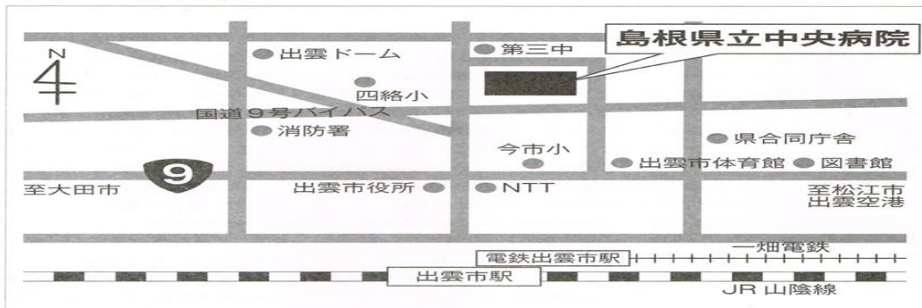 島根県立中央病院
N
出雲ドーム
第三中
四絡小
国道9号バイパス
消防署
今市小
県合同庁舎
9
出雲市体育館
図書館
至大田市
出雲市役所
NTT
至松江市
出雲空港
一畑電鉄
電鉄出雲市駅
出雲市駅
JR山陰線